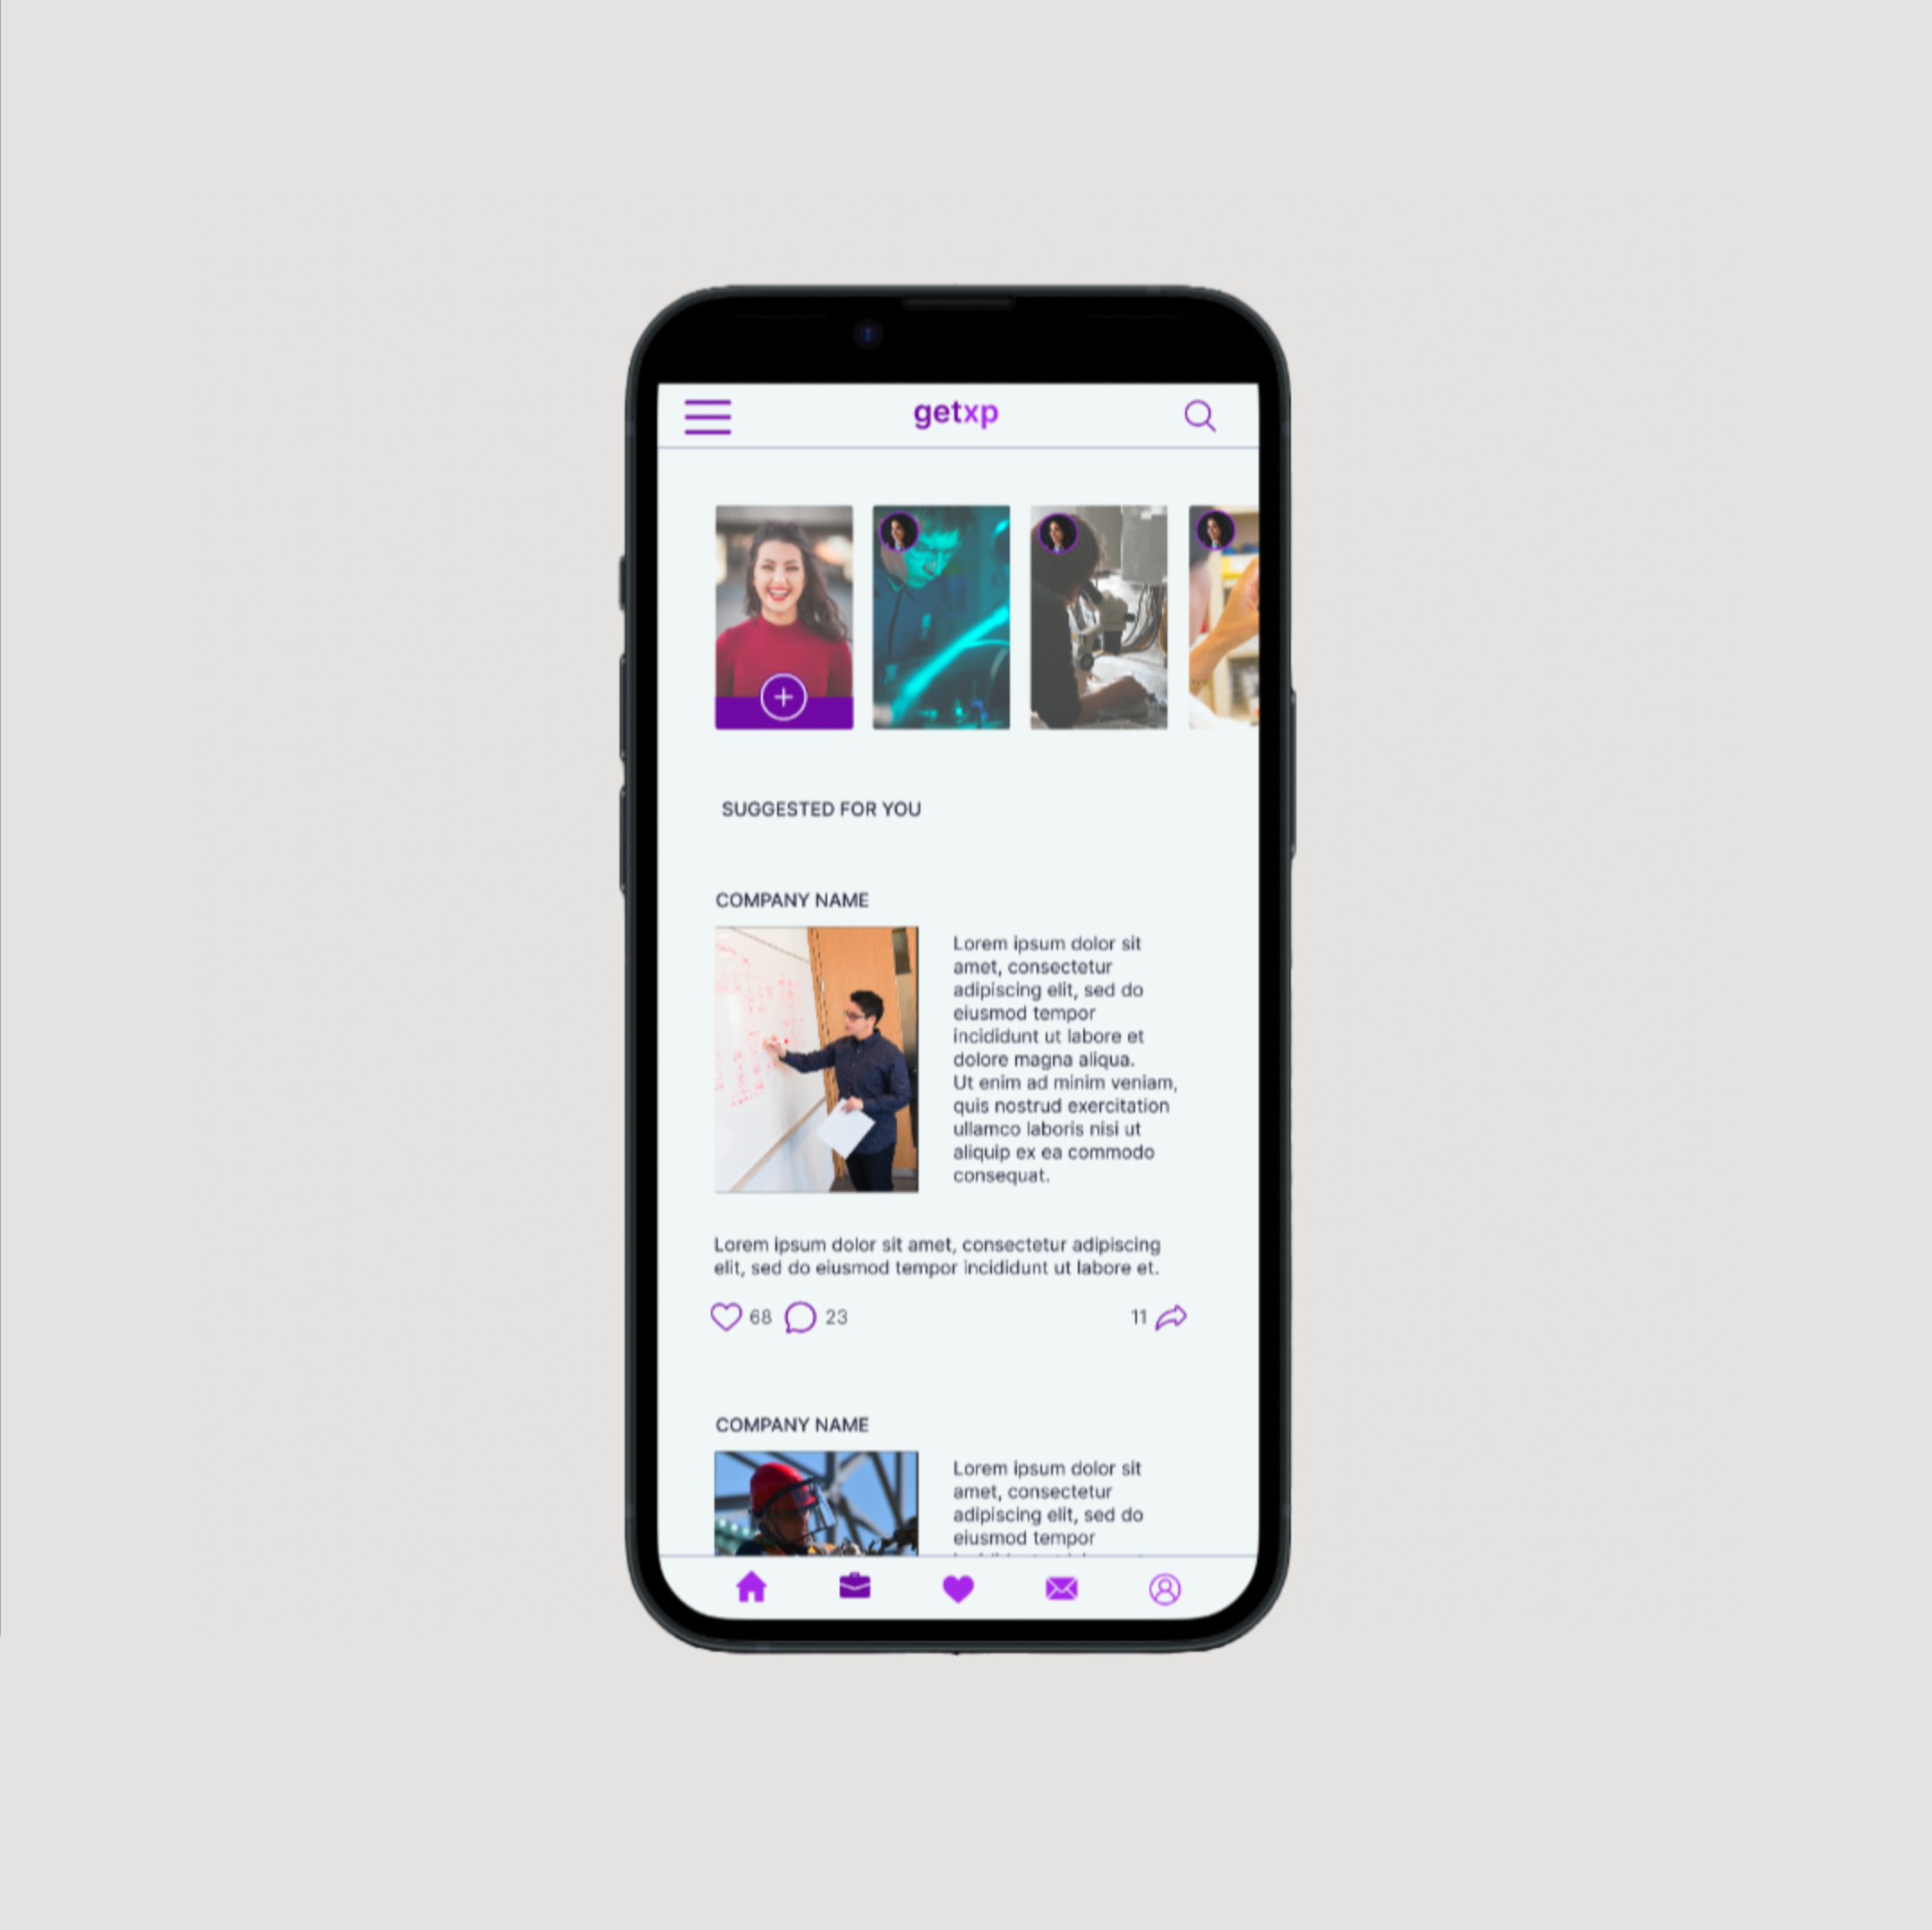 getxp
SUGGESTED FOR YOU
COMPANY NAME
Lorem ipsum dolor sit
amet, consectetur
adipiscing elit, sed do
eiusmod tempor
incididunt ut labore et
dolore magna aliqua.
Ut enim ad minim veniam,
quis nostrud exercitation
ullamco laboris nisi ut
aliquip ex ea commodo
consequat.
Lorem ipsum dolor sit amet, consectetur adipiscing
elit, sed do eiusmod tempor incididunt ut labore et.
68 23 11
COMPANY NAME
Lorem ipsum dolor sit
amet, consectetur
adipiscing elit, sed do
eiusmod tempor